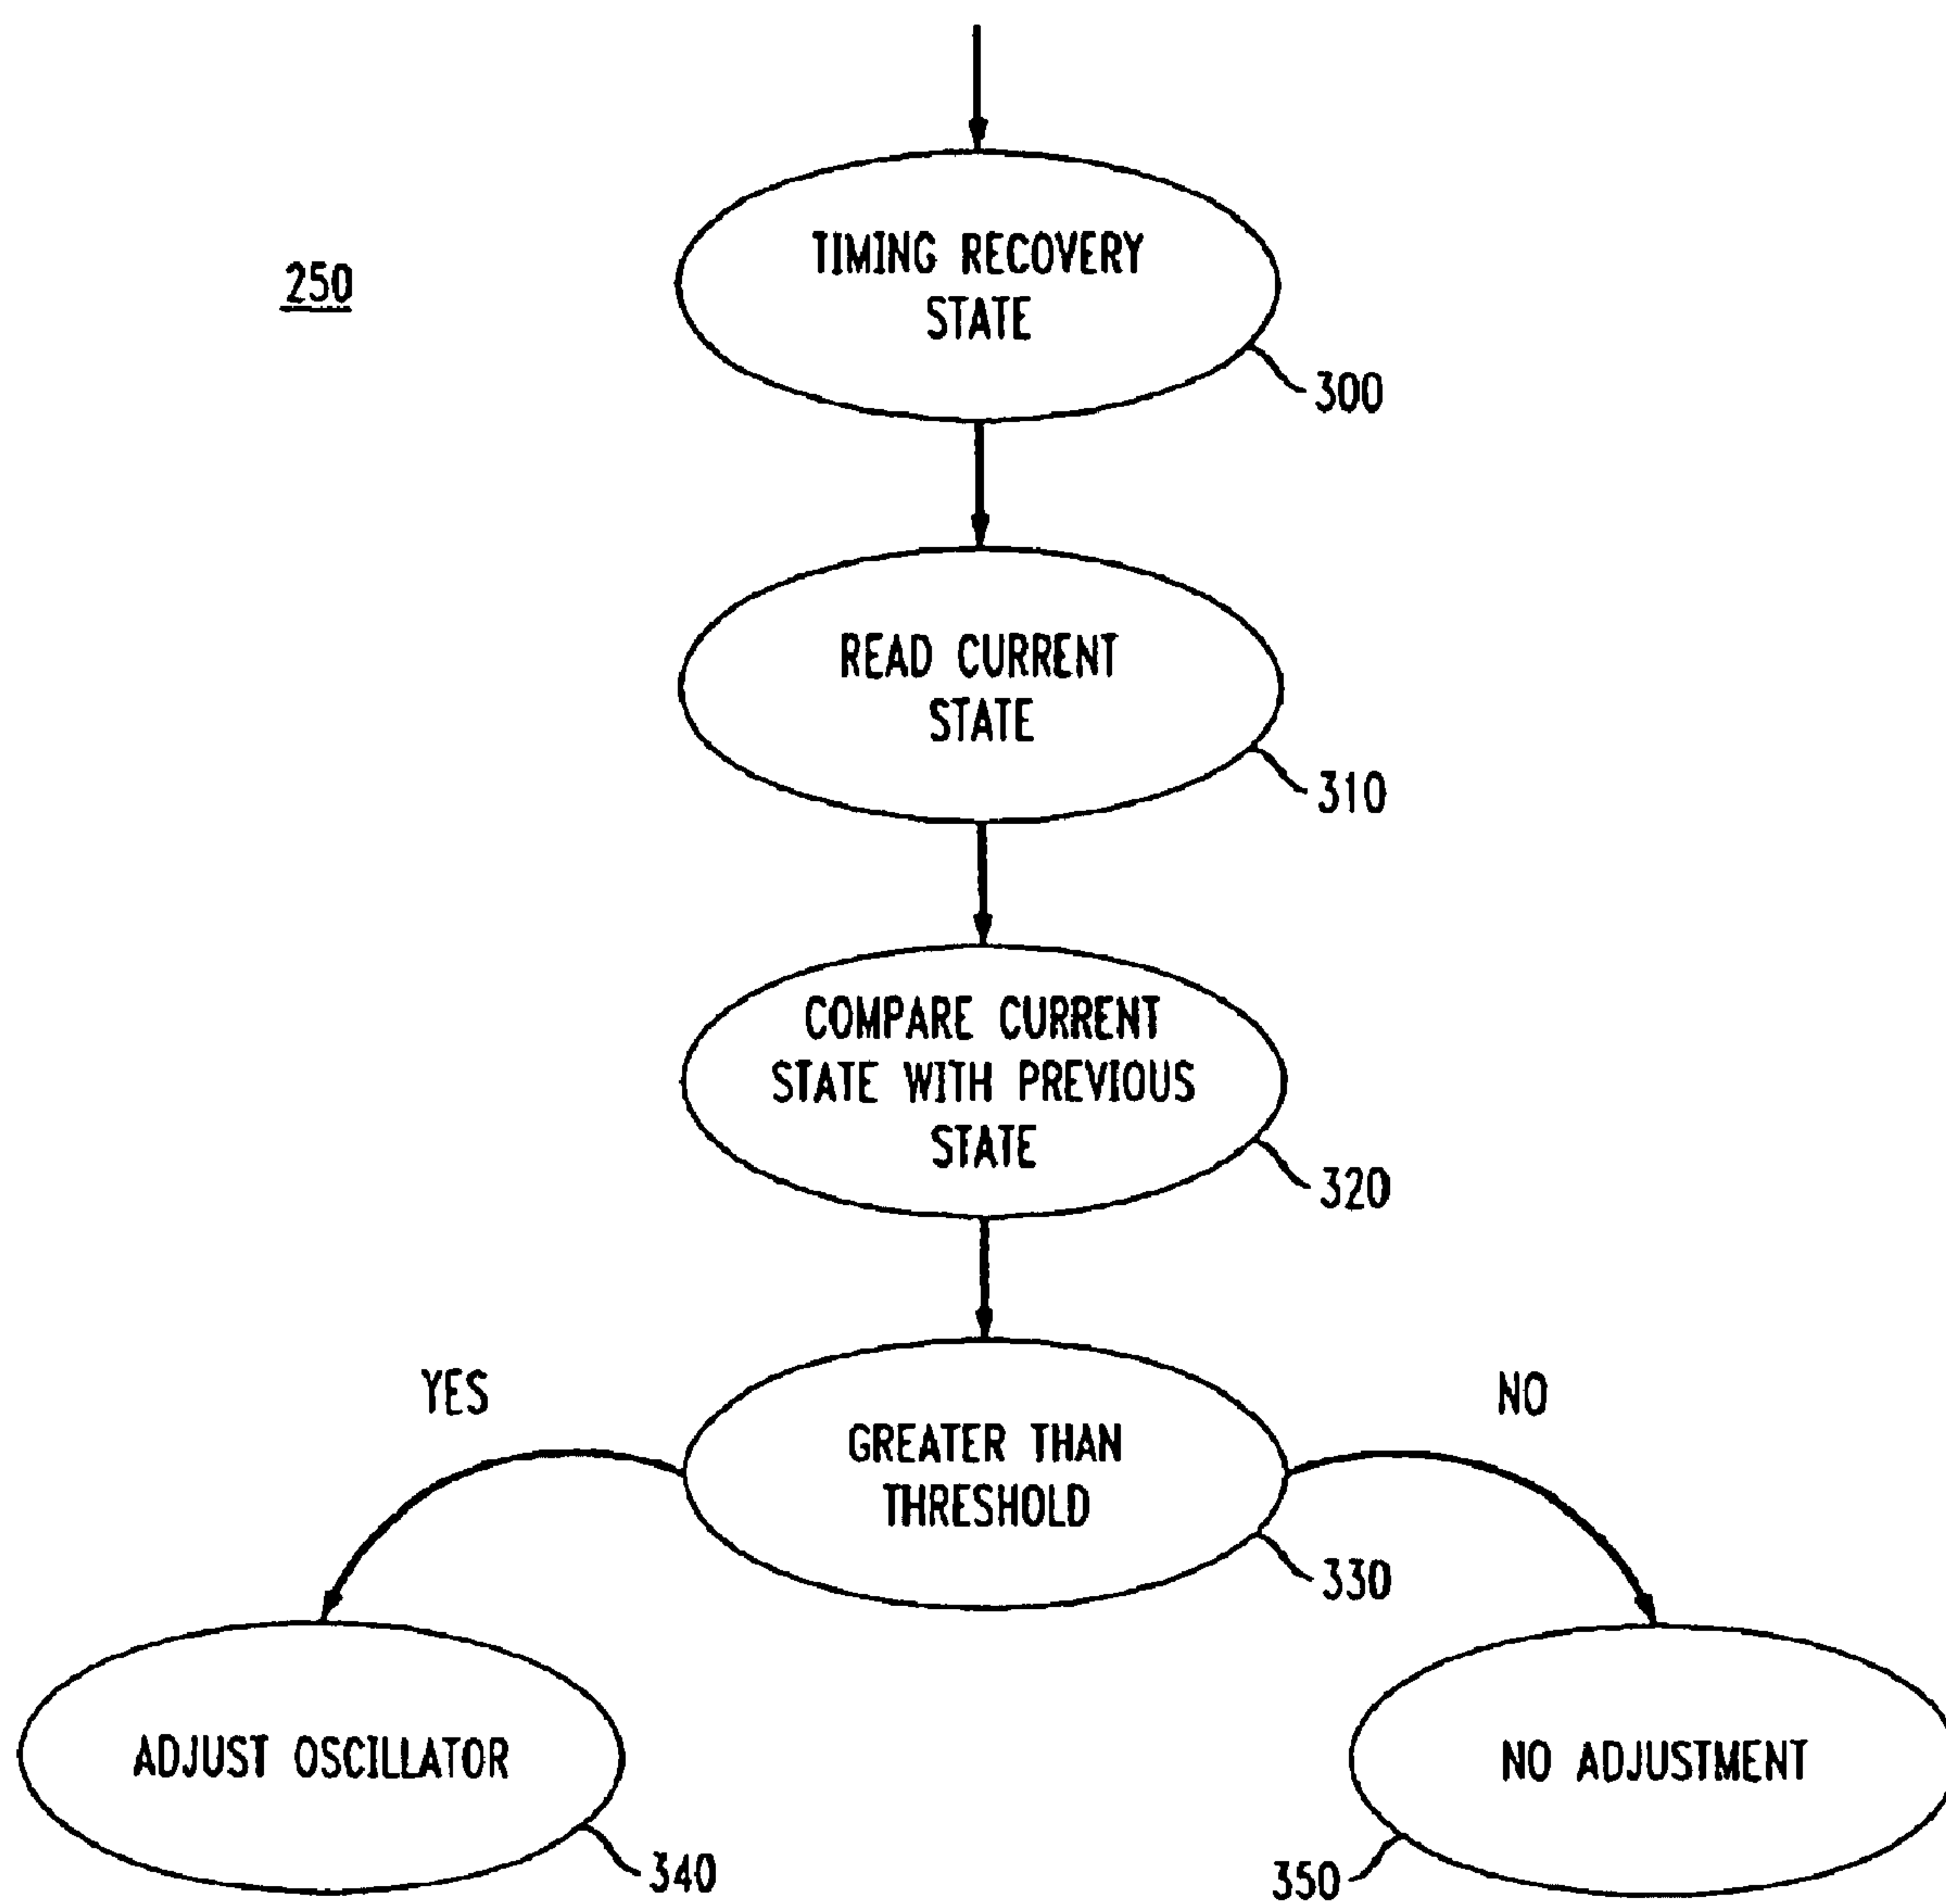 250
TIMING RECOVERY
STATE
300
READ CURRENT
STATE
310
COMPARE CURRENT
STATE WITH PREVIOUS
STATE
320
YES
NO
GREATER THAN
THRESHOLD
330
ADJUST OSCILLATOR
340
NO ADJUSTMENT
350